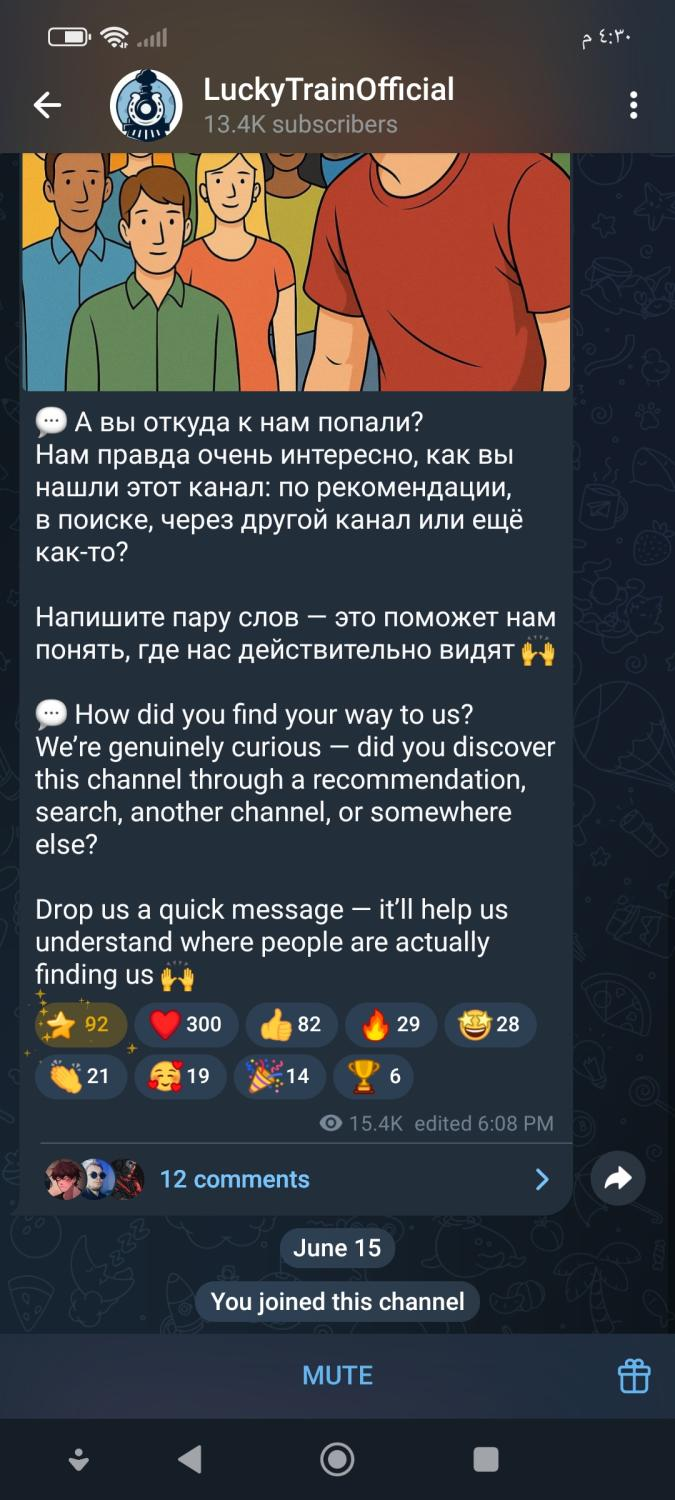 ٤:٣٠ م
LuckyTrainOfficial
13.4K subscribers
💬 А вы откуда к нам попали?
Нам правда очень интересно, как вы
нашли этот канал: по рекомендации,
в поиске, через другой канал или ещё
как-то?
Напишите пару слов — это поможет нам
понять, где нас действительно видят 🙌
💬 How did you find your way to us?
We’re genuinely curious — did you discover
this channel through a recommendation,
search, another channel, or somewhere
else?
Drop us a quick message — it’ll help us
understand where people are actually
finding us 🙌
⭐ 92 ❤️ 300 👍 82 🔥 29 🤩 28
👏 21 🥰 19 🎉 14 🏆 6
15.4K edited 6:08 PM
12 comments
June 15
You joined this channel
MUTE